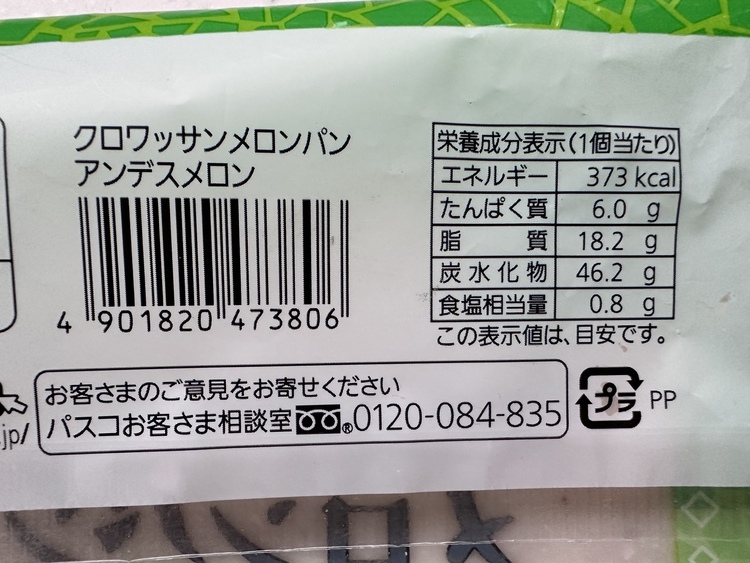 クロワッサンメロンパン
アンデスメロン
4 901820 473806
栄養成分表示(1個当たり)
エネルギー 373 kcal
たんぱく質 6.0 g
脂質 18.2 g
炭水化物 46.2 g
食塩相当量 0.8 g
この表示値は、目安です。
お客さまのご意見をお寄せください
パスコお客さま相談室 ®0120-084-835
プラ PP
.jp/